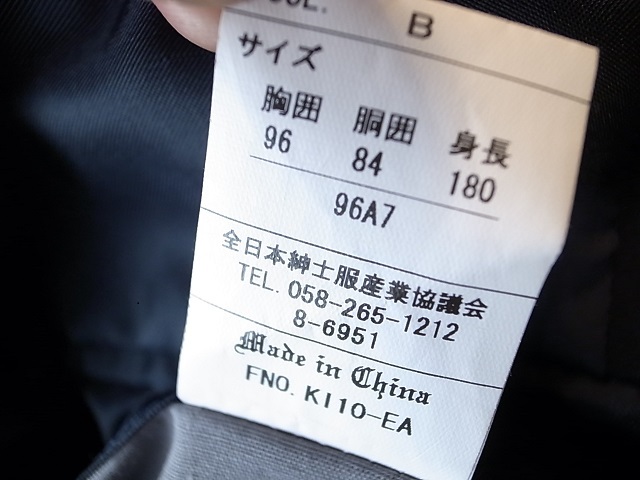 B
サイズ
胸囲 胴囲 身長
96 84 180
96A7
全日本紳士服産業協議会
TEL. 058-265-1212
8-6951
Made in China
FNO. K110-EA